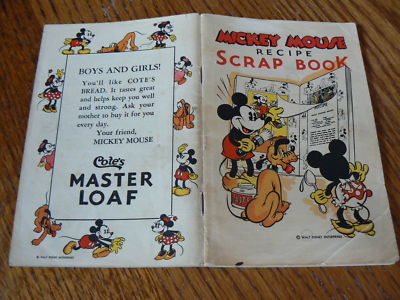 BOYS AND GIRLS!
You'll like COTE'S
BREAD. It tastes great
and helps keep you well
and strong. Ask your
mother to buy it for you
every day.
Your friend,
MICKEY MOUSE
Cote's
MASTER
LOAF
© WALT DISNEY ENTERPRISES
MICKEY MOUSE
RECIPE
SCRAP BOOK
© WALT DISNEY ENTERPRISES